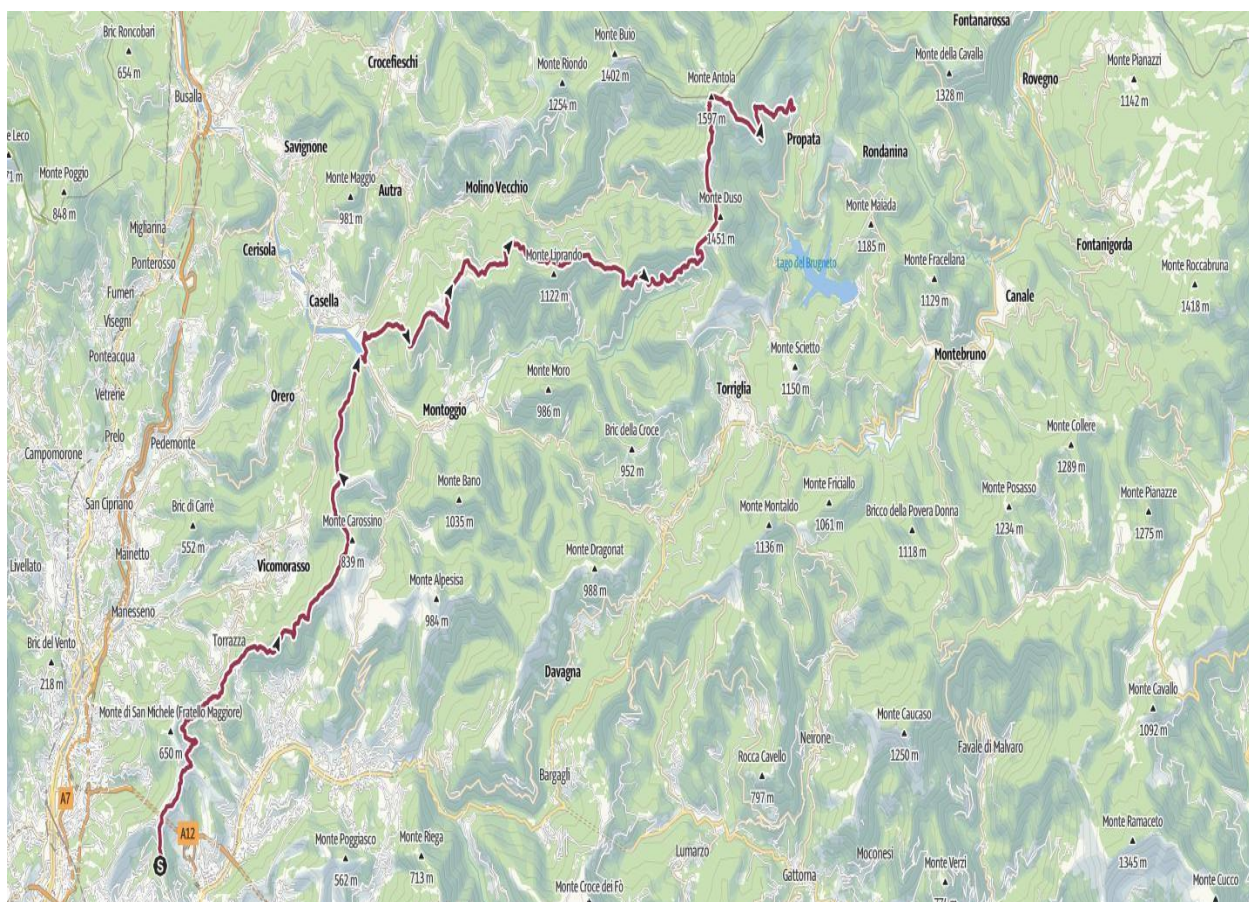 Fontanarossa
Bric Roncobari
654 m
Monte Buio
1402 m
Monte della Cavalla
1328 m
Crocefieschi
Monte Riondo
1254 m
Rovegno
Monte Pianazzi
1142 m
Busalla
Monte Antola
1597 m
e Leco
71 m
Savignone
Propata
Rondanina
Monte Poggio
848 m
Monte Maggio
981 m
Autra
Molino Vecchio
Monte Duso
1451 m
Monte Maiada
1185 m
Miglianna
Ponterosso
Cerisola
Monte Liprando
1122 m
Lago del Brugneto
Monte Fracellana
1129 m
Fontanigorda
Monte Roccabruna
1418 m
Fumeri
Casella
Canale
Visegni
Ponteacqua
Monte Scietto
1150 m
Montebruno
Vetrerie
Orero
Montoggio
Monte Moro
986 m
Torriglia
Prelo
Pedemonte
Bric della Croce
952 m
Monte Collere
1289 m
Campomorone
San Cipriano
Bric di Carrè
552 m
Monte Bano
1035 m
Monte Friciallo
1061 m
Monte Posasso
1234 m
Monte Pianazze
1275 m
Mainetto
Monte Carossino
839 m
Monte Montaldo
1136 m
Bricco della Povera Donna
1118 m
Livellato
Vicomorasso
Monte Dragonat
988 m
Manesseno
Monte Alpesisa
984 m
Bric del Vento
218 m
Torrazza
Davagna
Monte di San Michele (Fratello Maggiore)
650 m
Monte Cavallo
1092 m
Monte Caucaso
1250 m
Neirone
Favale di Malvaro
Rocca Cavello
797 m
Bargagli
A7
A12
Monte Poggiasco
562 m
Monte Riega
713 m
Lumarzo
Moconesi
Monte Ramaceto
1345 m
S
Gattorna
Monte Verzi
774 m
Monte Croce dei Fò
Monte Cucco